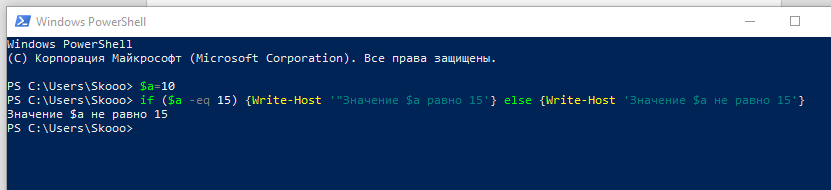 Windows PowerShell
Windows PowerShell
(C) Корпорация Майкрософт (Microsoft Corporation). Все права защищены.
PS C:\Users\Skooo> $a=10
PS C:\Users\Skooo> if ($a -eq 15) {Write-Host '"Значение $a равно 15'} else {Write-Host 'Значение $a не равно 15'}
Значение $a не равно 15
PS C:\Users\Skooo>